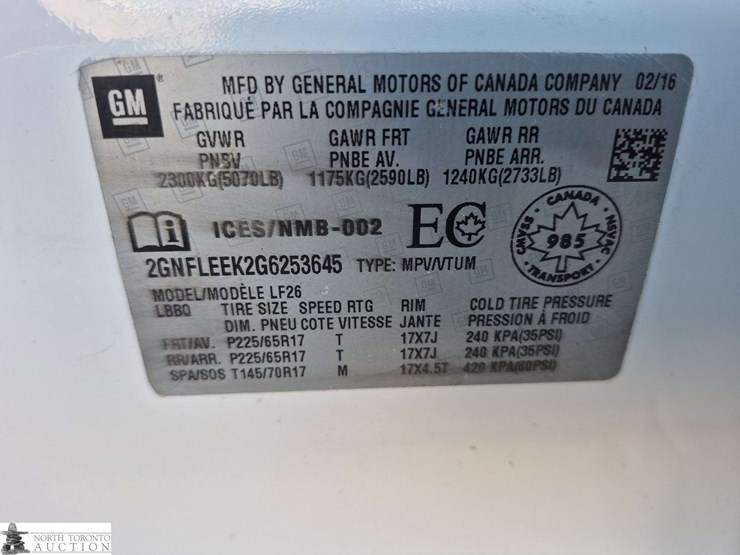 GM
MFD BY GENERAL MOTORS OF CANADA COMPANY 02/16
FABRIQUÉ PAR LA COMPAGNIE GENERAL MOTORS DU CANADA
GVWR GAWR FRT GAWR RR
PNBV PNBE AV. PNBE ARR.
2300KG(5070LB) 1175KG(2590LB) 1240KG(2733LB)
i ICES/NMB-002 EC
CANADA
CMVSS NSVAC
985
TRANSPORT
2GNFLEEK2G6253645 TYPE: MPV/VTUM
MODEL/MODÈLE LF26
LBBQ TIRE SIZE SPEED RTG RIM COLD TIRE PRESSURE
DIM. PNEU COTE VITESSE JANTE PRESSION À FROID
FRT/AV. P225/65R17 T 17X7J 240 KPA(35PSI)
RR/ARR. P225/65R17 T 17X7J 240 KPA(35PSI)
SPA/SOS T145/70R17 M 17X4.5T 420 KPA(60PSI)
NORTH TORONTO
AUCTION